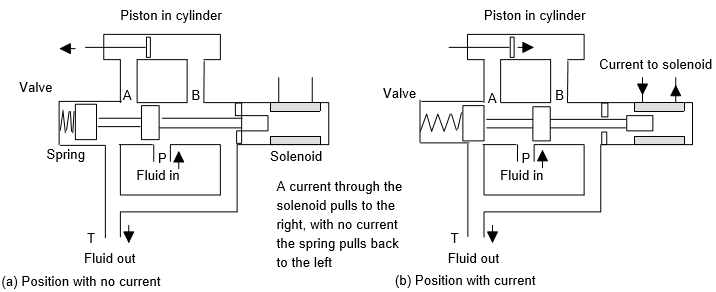 Piston in cylinder
Valve
A
B
Spring
P
Fluid in
Solenoid
T
Fluid out
(a) Position with no current
A current through the
solenoid pulls to the
right, with no current
the spring pulls back
to the left
Piston in cylinder
Current to solenoid
Valve
A
B
P
Fluid in
T
Fluid out
(b) Position with current